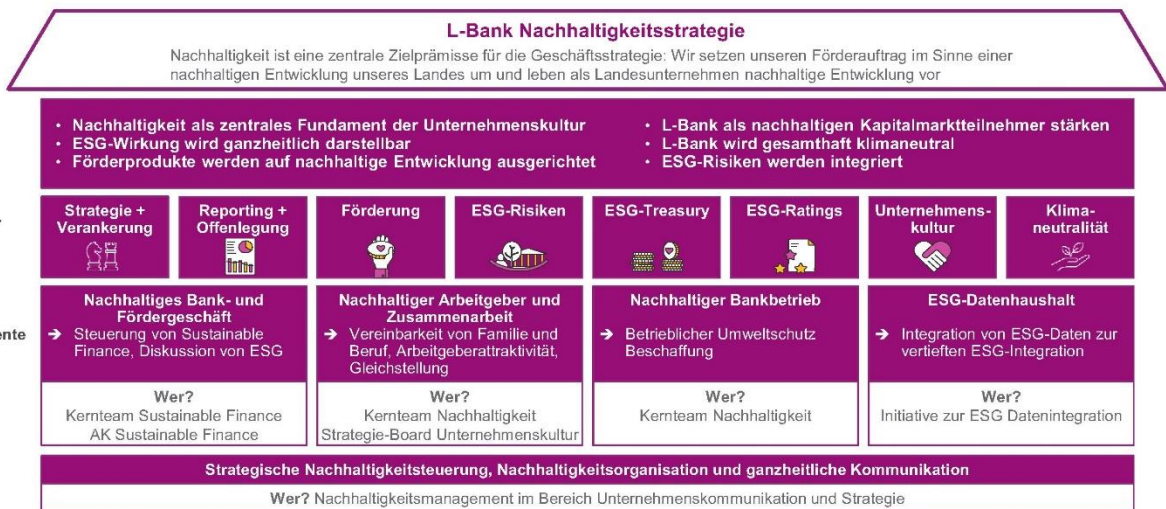 L-Bank Nachhaltigkeitsstrategie
Nachhaltigkeit ist eine zentrale Zielprämisse für die Geschäftsstrategie: Wir setzen unseren Förderauftrag im Sinne einer
nachhaltigen Entwicklung unseres Landes um und leben als Landesunternehmen nachhaltige Entwicklung vor
• Nachhaltigkeit als zentrales Fundament der Unternehmenskultur
• ESG-Wirkung wird ganzheitlich darstellbar
• Förderprodukte werden auf nachhaltige Entwicklung ausgerichtet
• L-Bank als nachhaltigen Kapitalmarktteilnehmer stärken
• L-Bank wird gesamthaft klimaneutral
• ESG-Risiken werden integriert
Strategie +
Verankerung
Reporting +
Offenlegung
Förderung
ESG-Risiken
ESG-Treasury
ESG-Ratings
Unternehmens-
kultur
Klima-
neutralität
ente
Nachhaltiges Bank- und
Fördergeschäft
→ Steuerung von Sustainable
Finance, Diskussion von ESG
Wer?
Kernteam Sustainable Finance
AK Sustainable Finance
Nachhaltiger Arbeitgeber und
Zusammenarbeit
→ Vereinbarkeit von Familie und
Beruf, Arbeitgeberattraktivität,
Gleichstellung
Wer?
Kernteam Nachhaltigkeit
Strategie-Board Unternehmenskultur
Nachhaltiger Bankbetrieb
→ Betrieblicher Umweltschutz
Beschaffung
Wer?
Kernteam Nachhaltigkeit
ESG-Datenhaushalt
→ Integration von ESG-Daten zur
vertieften ESG-Integration
Wer?
Initiative zur ESG Datenintegration
Strategische Nachhaltigkeitsteuerung, Nachhaltigkeitsorganisation und ganzheitliche Kommunikation
Wer? Nachhaltigkeitsmanagement im Bereich Unternehmenskommunikation und Strategie